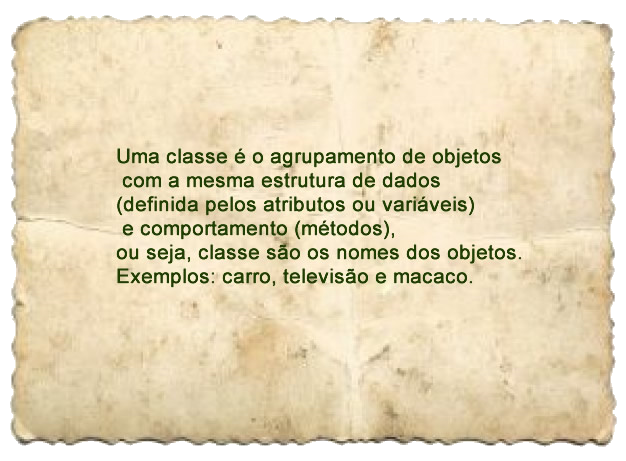 Uma classe é o agrupamento de objetos
com a mesma estrutura de dados
(definida pelos atributos ou variáveis)
e comportamento (métodos),
ou seja, classe são os nomes dos objetos.
Exemplos: carro, televisão e macaco.